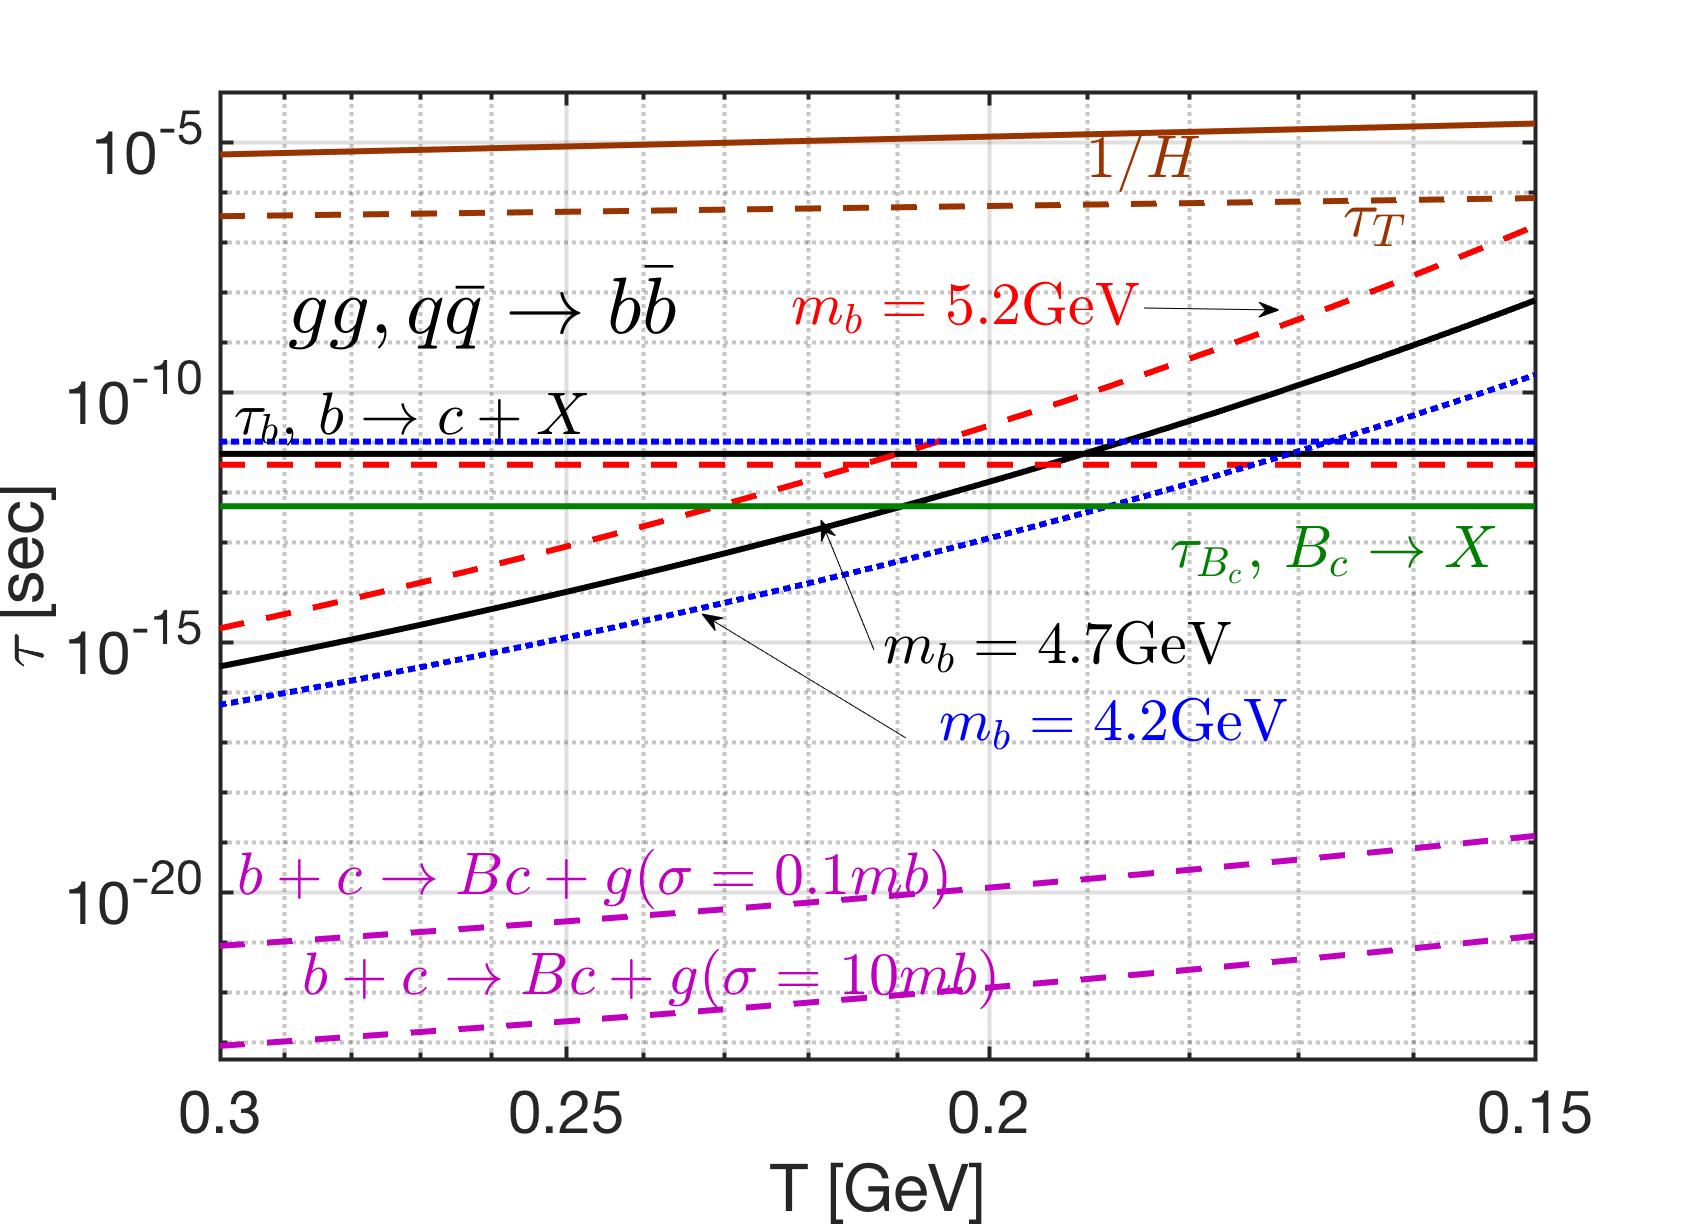 10⁻⁵
1/H
τ_T
gg, qq̄ → bb̄
m_b = 5.2GeV
10⁻¹⁰
τ_b, b → c + X
τ_{B_c}, B_c → X
τ [sec]
10⁻¹⁵
m_b = 4.7GeV
m_b = 4.2GeV
10⁻²⁰
b + c → Bc + g(σ = 0.1mb)
b + c → Bc + g(σ = 10mb)
0.3 0.25 0.2 0.15
T [GeV]